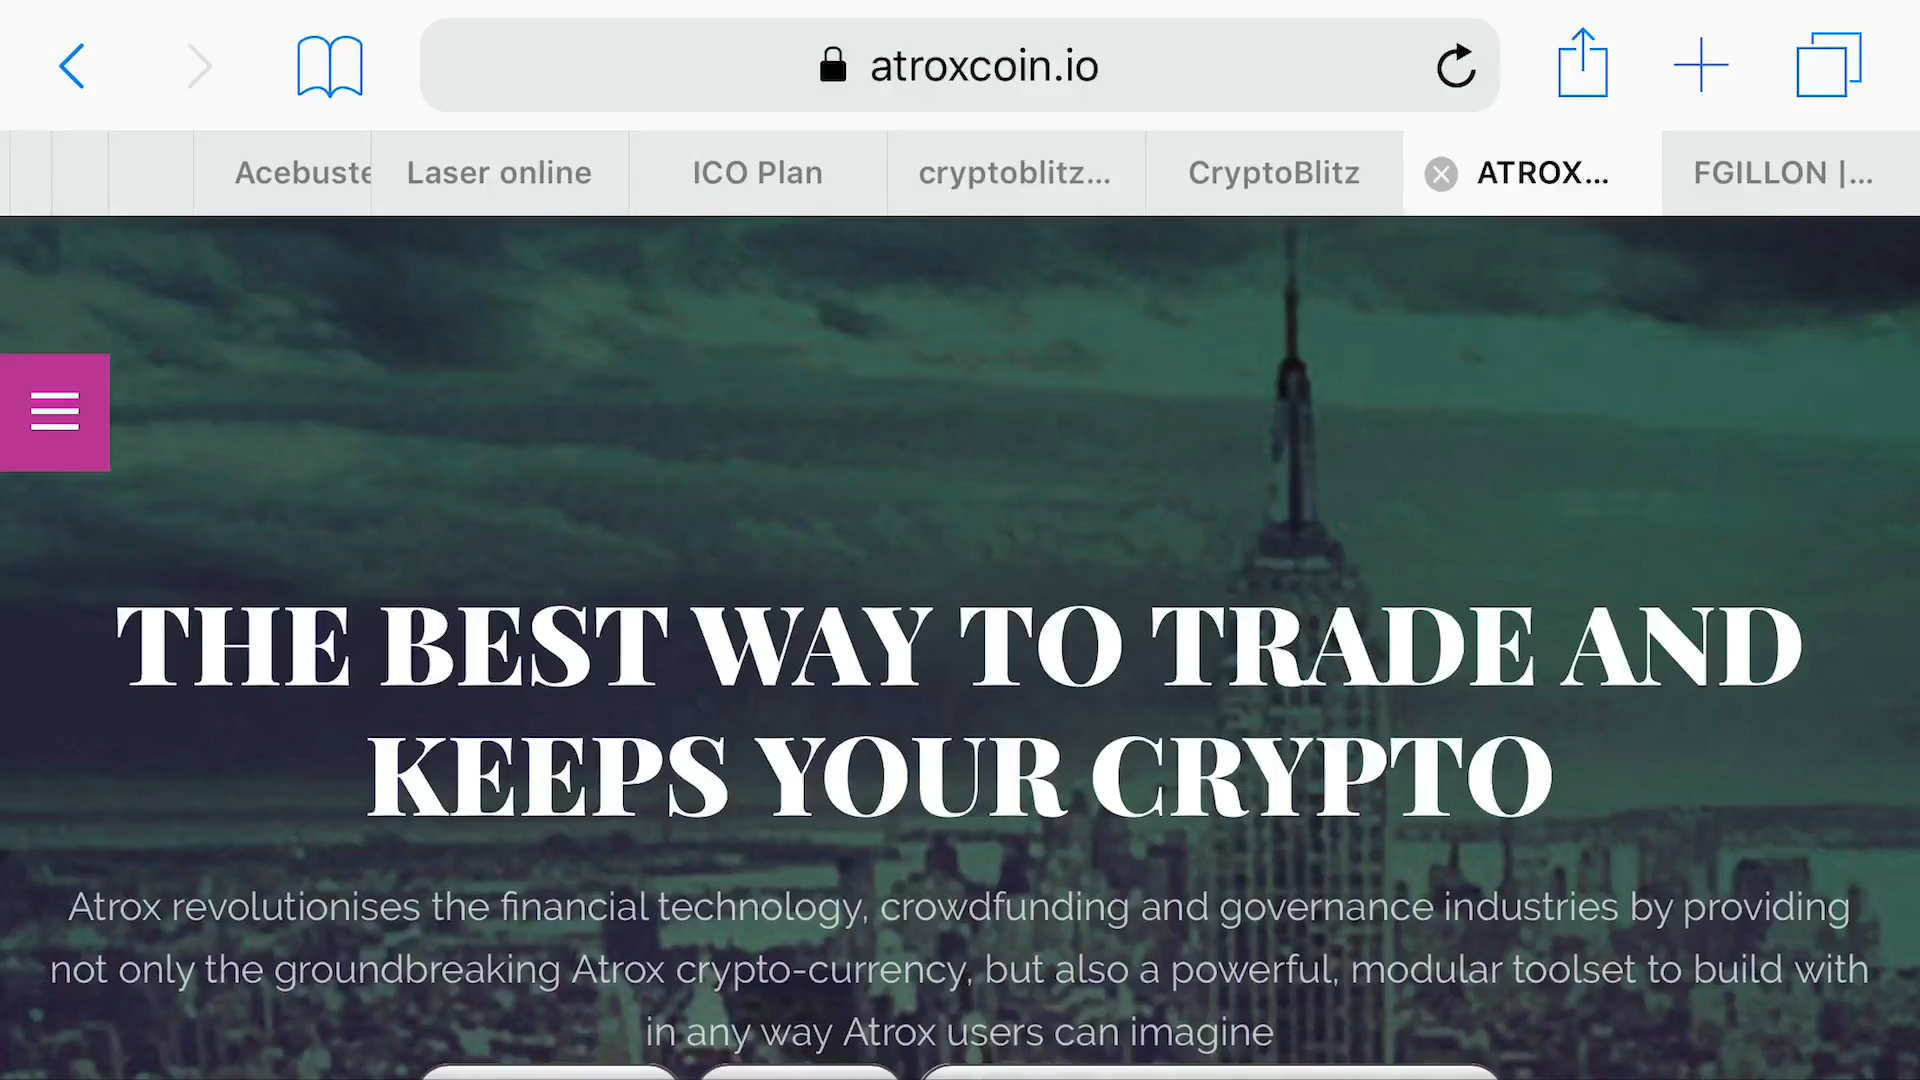 atroxcoin.io
Acebuste
Laser online
ICO Plan
cryptoblitz...
CryptoBlitz
ATROX...
FGILLON |...
THE BEST WAY TO TRADE AND
KEEPS YOUR CRYPTO
Atrox revolutionises the financial technology, crowdfunding and governance industries by providing
not only the groundbreaking Atrox crypto-currency, but also a powerful, modular toolset to build with
in any way Atrox users can imagine